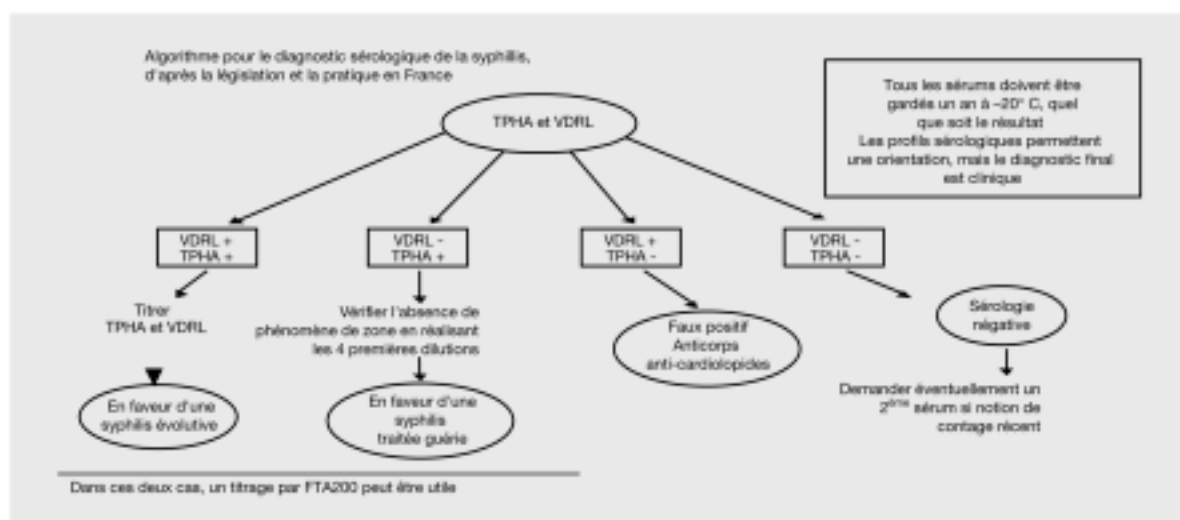 Algorithme pour le diagnostic sérologique de la syphillis,
d'après la législation et la pratique en France
Tous les sérums doivent être
gardés un an à –20° C, quel
que soit le résultat
Les profils sérologiques permettent
une orientation, mais le diagnostic final
est clinique
TPHA et VDRL
VDRL +
TPHA +
VDRL -
TPHA +
VDRL +
TPHA -
VDRL -
TPHA -
Titrer
TPHA et VDRL
Vérifier l'absence de
phénomène de zone en réalisant
les 4 premières dilutions
Faux positif
Anticorps
anti-cardiolopides
Sérologie
négative
En faveur d'une
syphilis évolutive
En faveur d'une
syphilis
traitée guérie
Demander éventuellement un
2ème sérum si notion de
contage récent
Dans ces deux cas, un titrage par FTA200 peut être utile